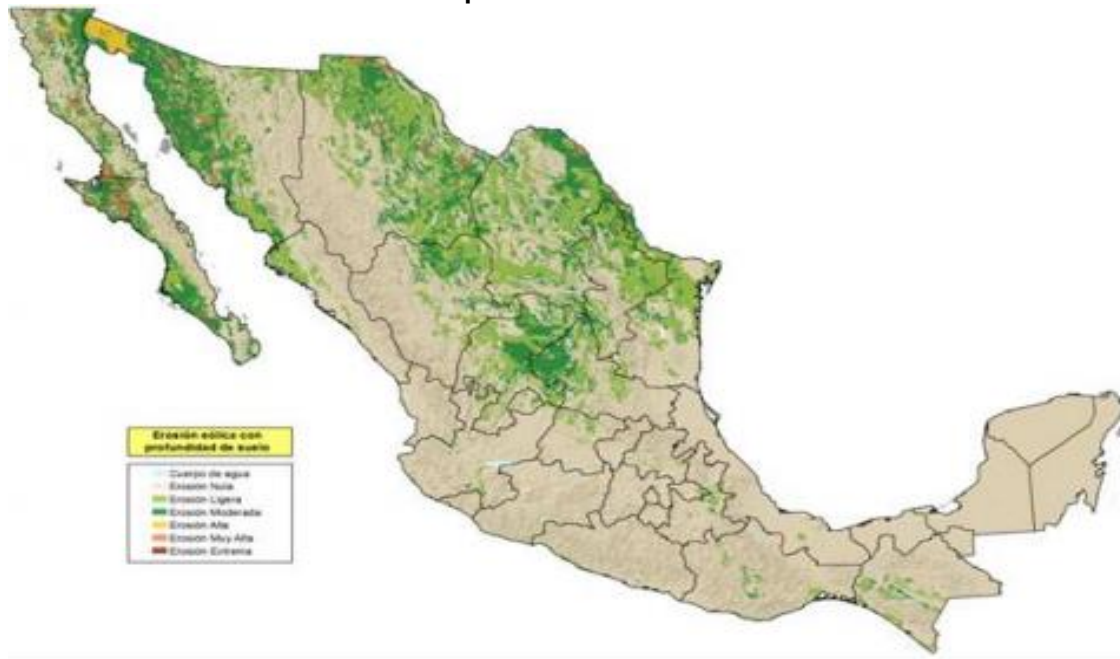 Erosión eólica con
profundidad de suelo
Cuerpo de agua
Erosión Nula
Erosión Ligera
Erosión Moderada
Erosión Alta
Erosión Muy Alta
Erosión Extrema